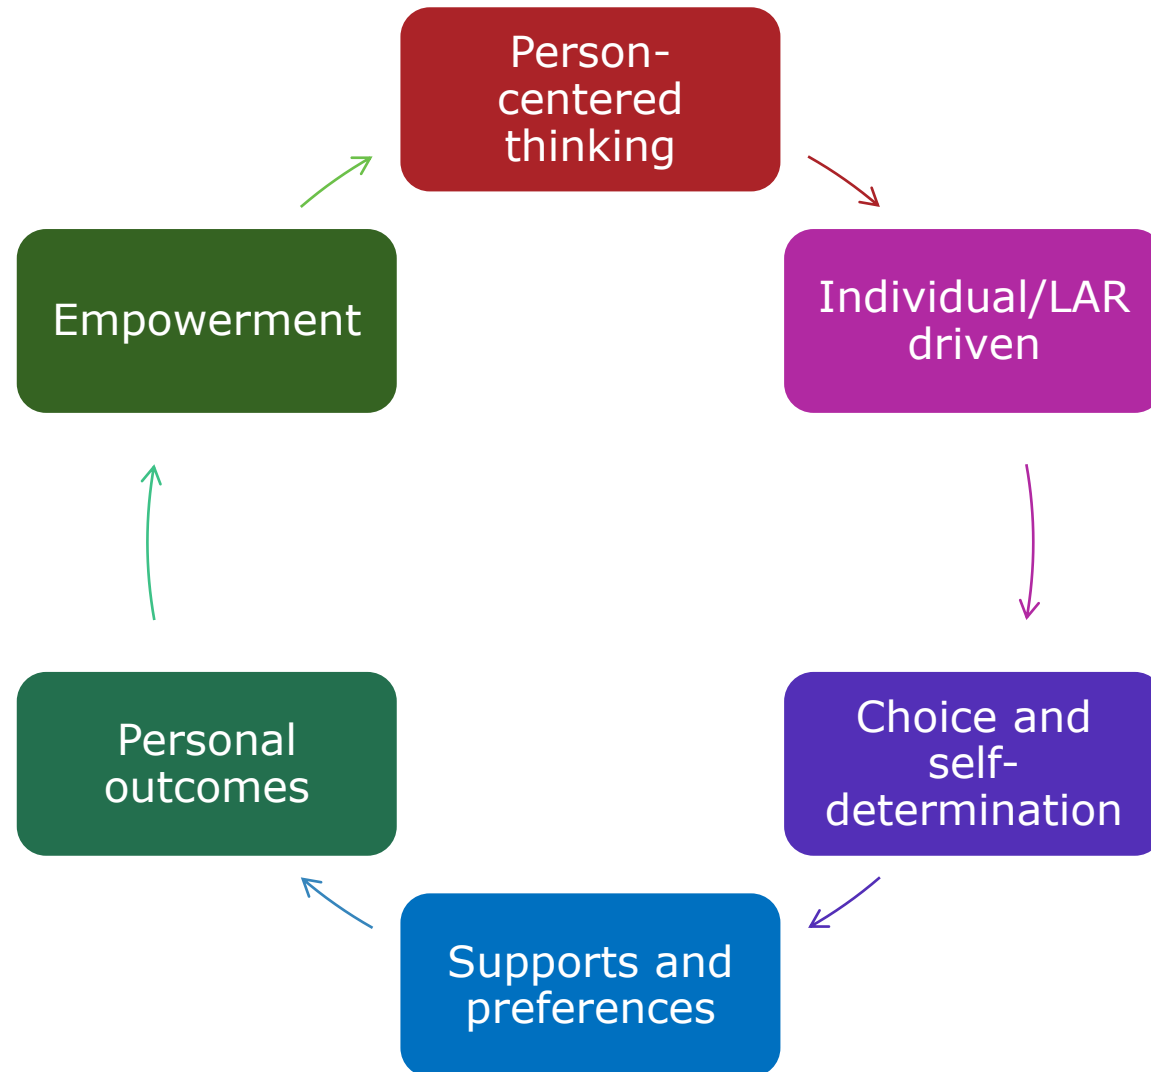 Person-
centered
thinking
Individual/LAR
driven
Choice and
self-
determination
Supports and
preferences
Personal
outcomes
Empowerment